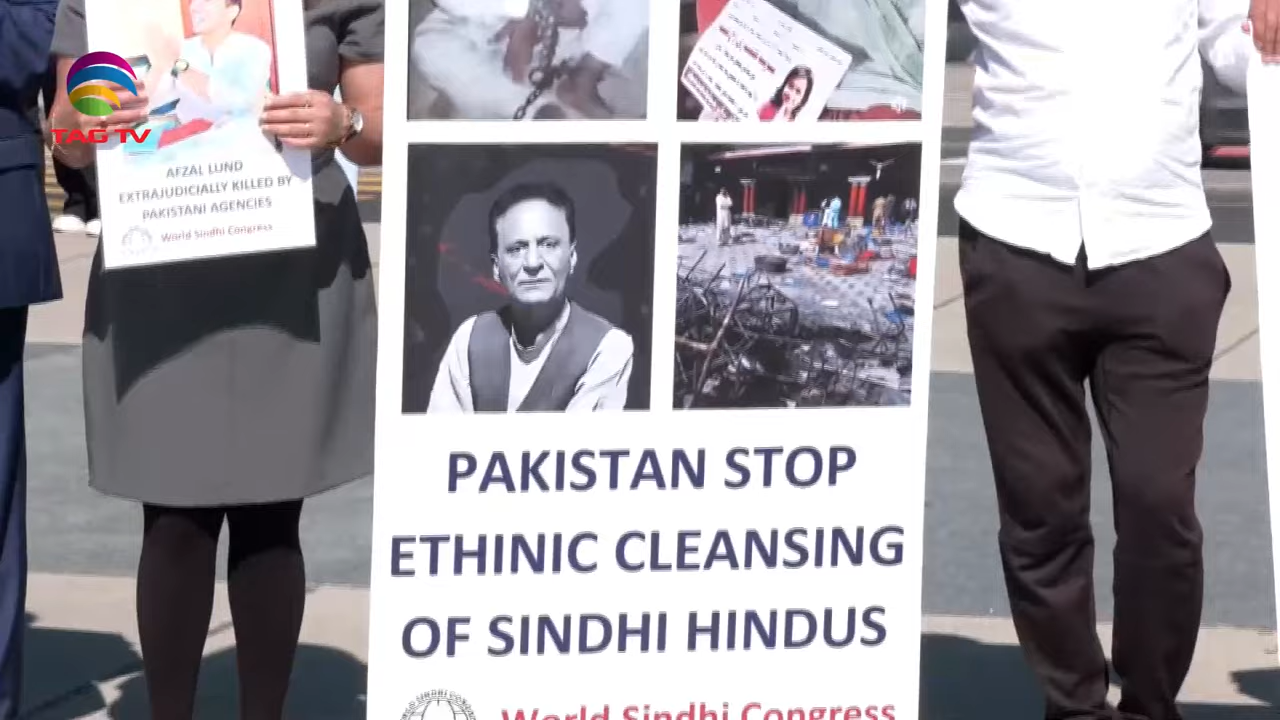 TAG TV
AFZAL LUND
EXTRAJUDICIALLY KILLED BY
PAKISTANI AGENCIES
World Sindhi Congress
PAKISTAN STOP
ETHINIC CLEANSING
OF SINDHI HINDUS
World Sindhi Congress